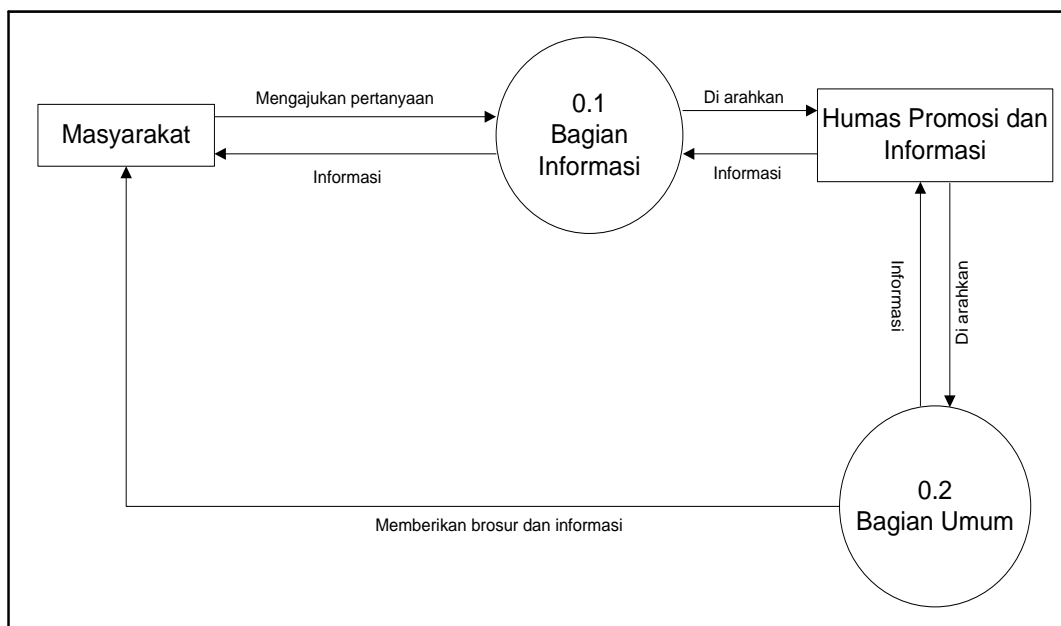 Mengajukan pertanyaan
Masyarakat
Informasi
0.1
Bagian
Informasi
Di arahkan
Informasi
Humas Promosi dan
Informasi
Informasi
Di arahkan
0.2
Bagian Umum
Memberikan brosur dan informasi